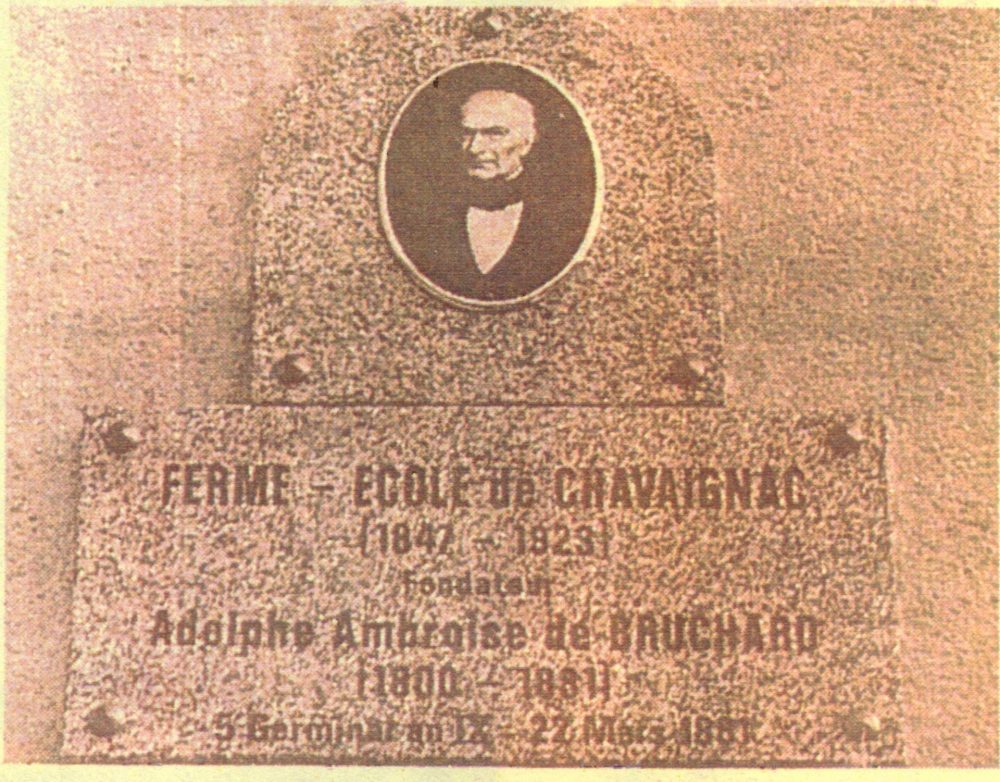 FERME - ECOLE de CHAVAIGNAC
(1847 - 1923)
Fondateur
Adolphe Ambroise de BRUCHARD
(1800 - 1881)
5 Germinal an IX - 22 Mars 1881